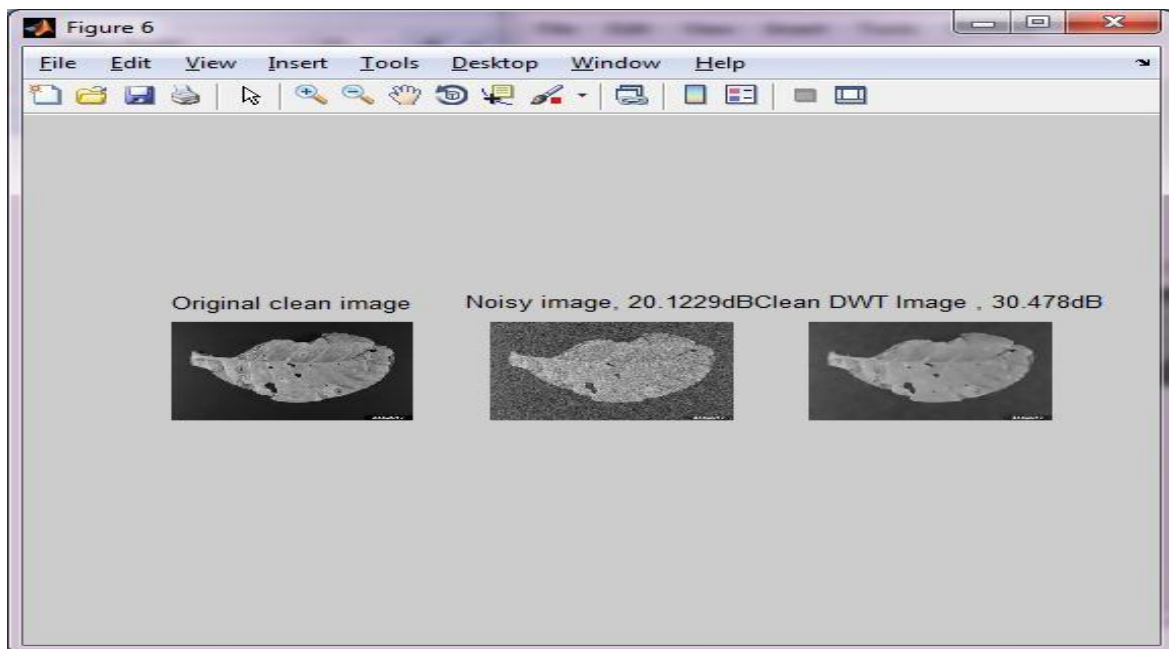 Figure 6
File Edit View Insert Tools Desktop Window Help
Original clean image Noisy image, 20.1229dBClean DWT Image , 30.478dB